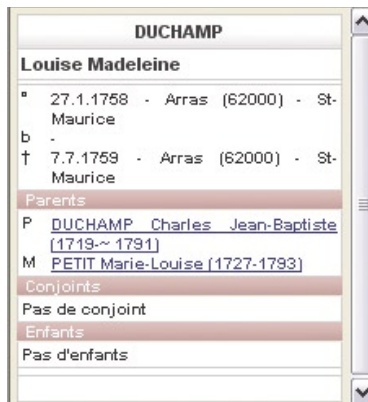 DUCHAMP
Louise Madeleine
° 27.1.1758 - Arras (62000) - St-
Maurice
b -
† 7.7.1759 - Arras (62000) - St-
Maurice
Parents
P DUCHAMP Charles Jean-Baptiste
(1719-~ 1791)
M PETIT Marie-Louise (1727-1793)
Conjoints
Pas de conjoint
Enfants
Pas d'enfants